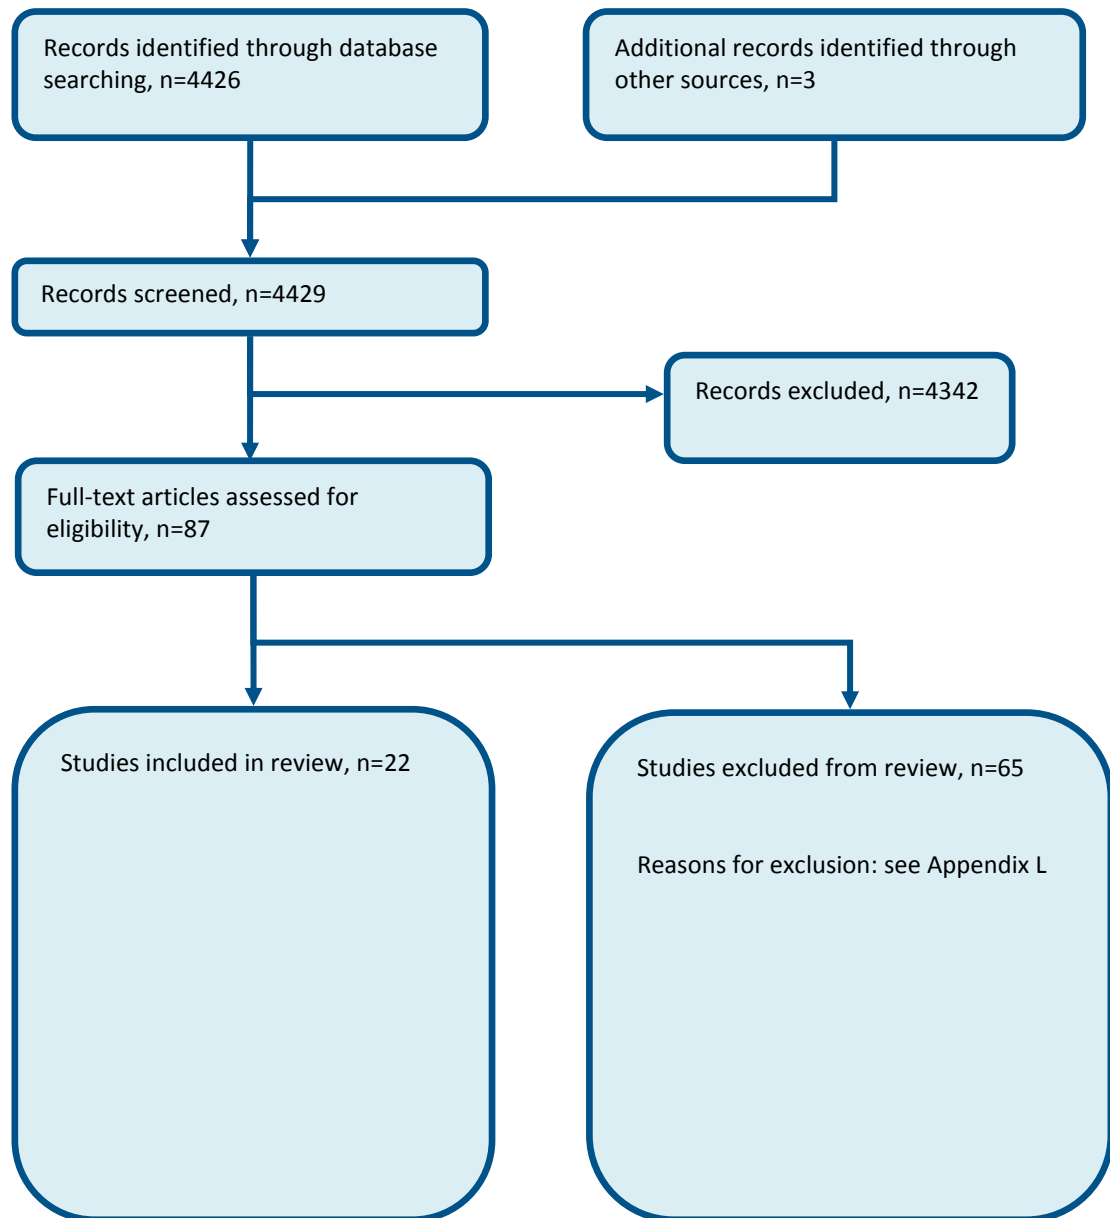 Records identified through database
searching, n=4426
Additional records identified through
other sources, n=3
Records screened, n=4429
Records excluded, n=4342
Full-text articles assessed for
eligibility, n=87
Studies included in review, n=22
Studies excluded from review, n=65
Reasons for exclusion: see Appendix L